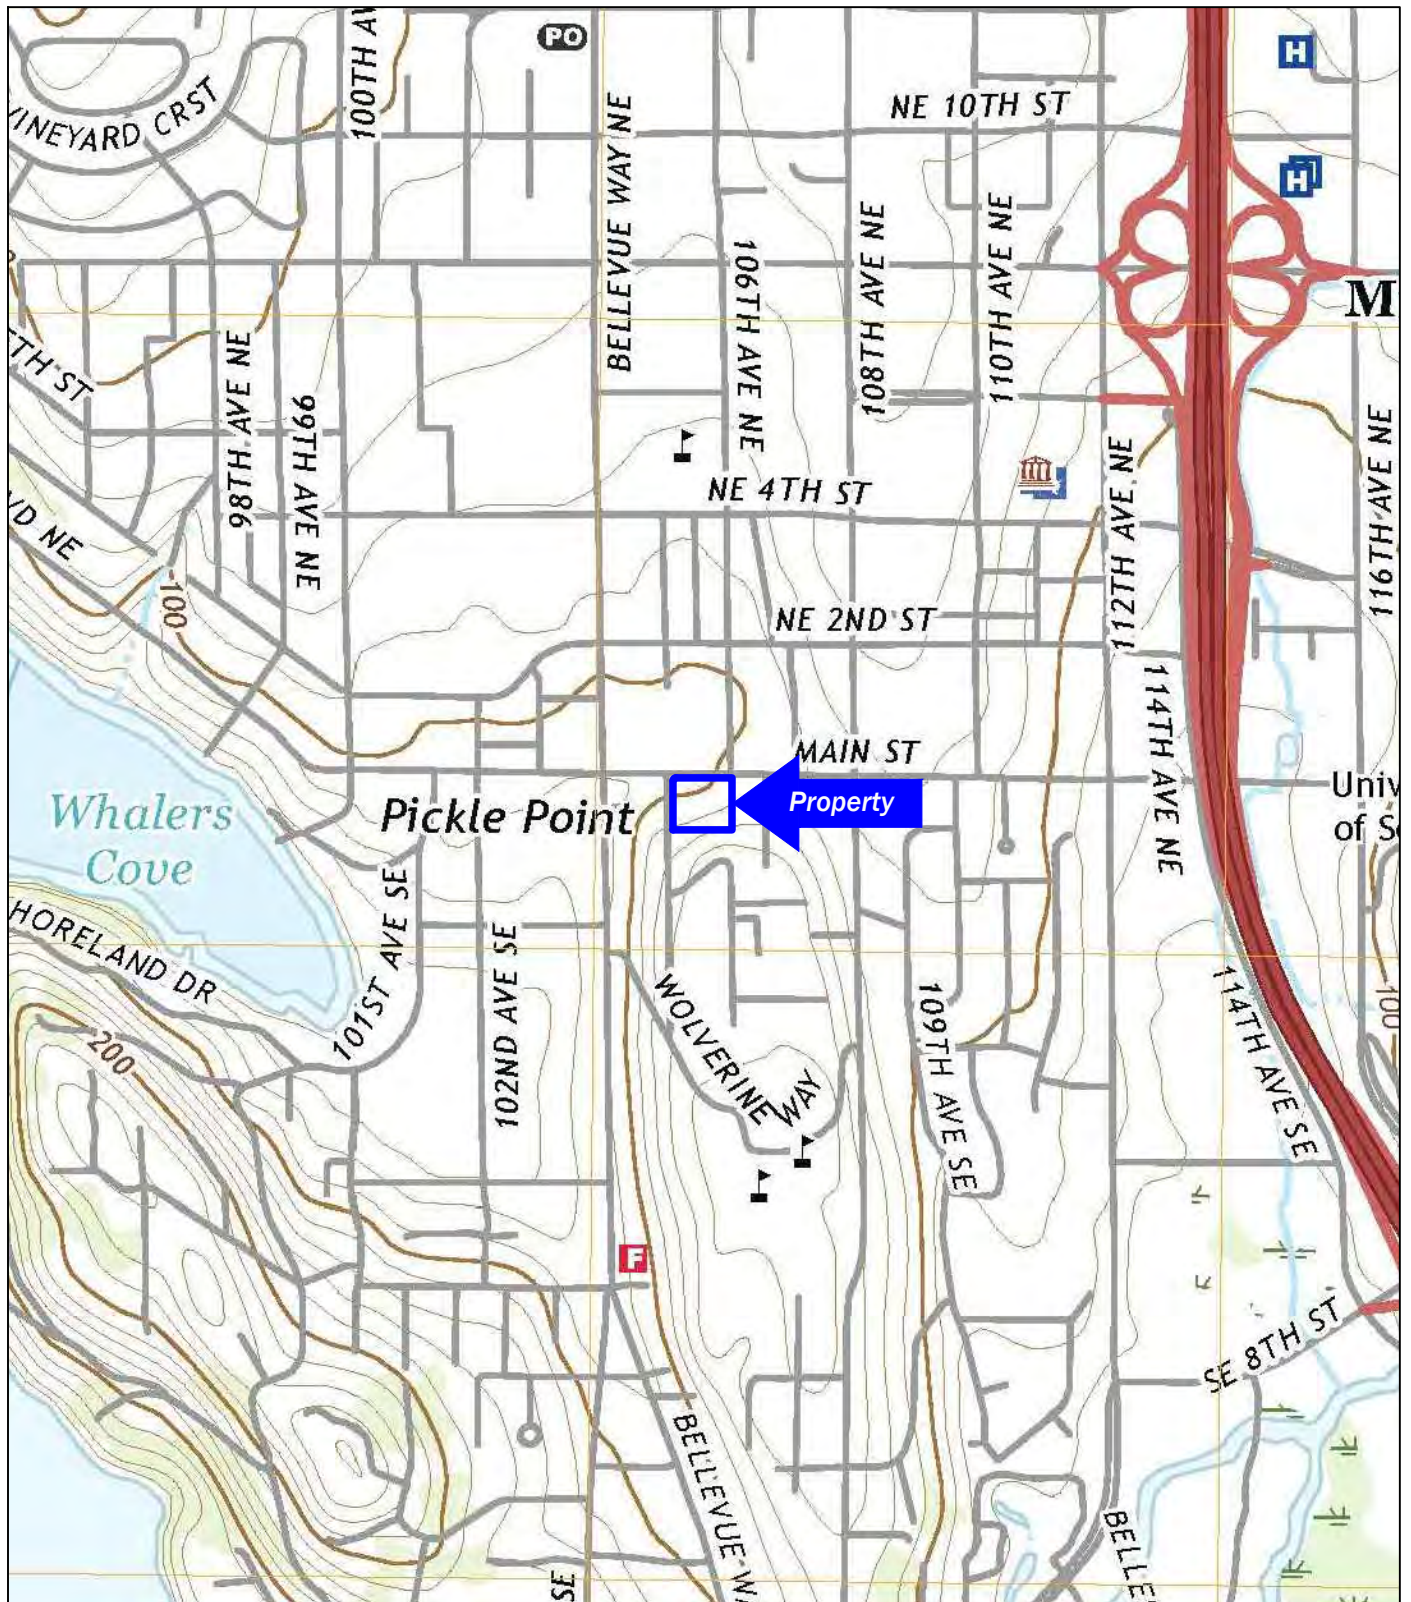 100TH AV
PO
H
NE 10TH ST
VINEYARD CRST
BELLEVUE WAY NE
H
106TH AVE NE
108TH AVE NE
110TH AVE NE
M
TH ST
98TH AVE NE
99TH AVE NE
NE 4TH ST
112TH AVE NE
116TH AVE NE
VD NE
100
NE 2ND ST
114TH AVE NE
MAIN ST
Whalers
Cove
Pickle Point
Property
Univ
of S
101ST AVE SE
HORELAND DR
102ND AVE SE
WOLVERINE WAY
109TH AVE SE
114TH AVE SE
100
200
F
SE 8TH ST
BELLEVUE WA
BELLE
SE